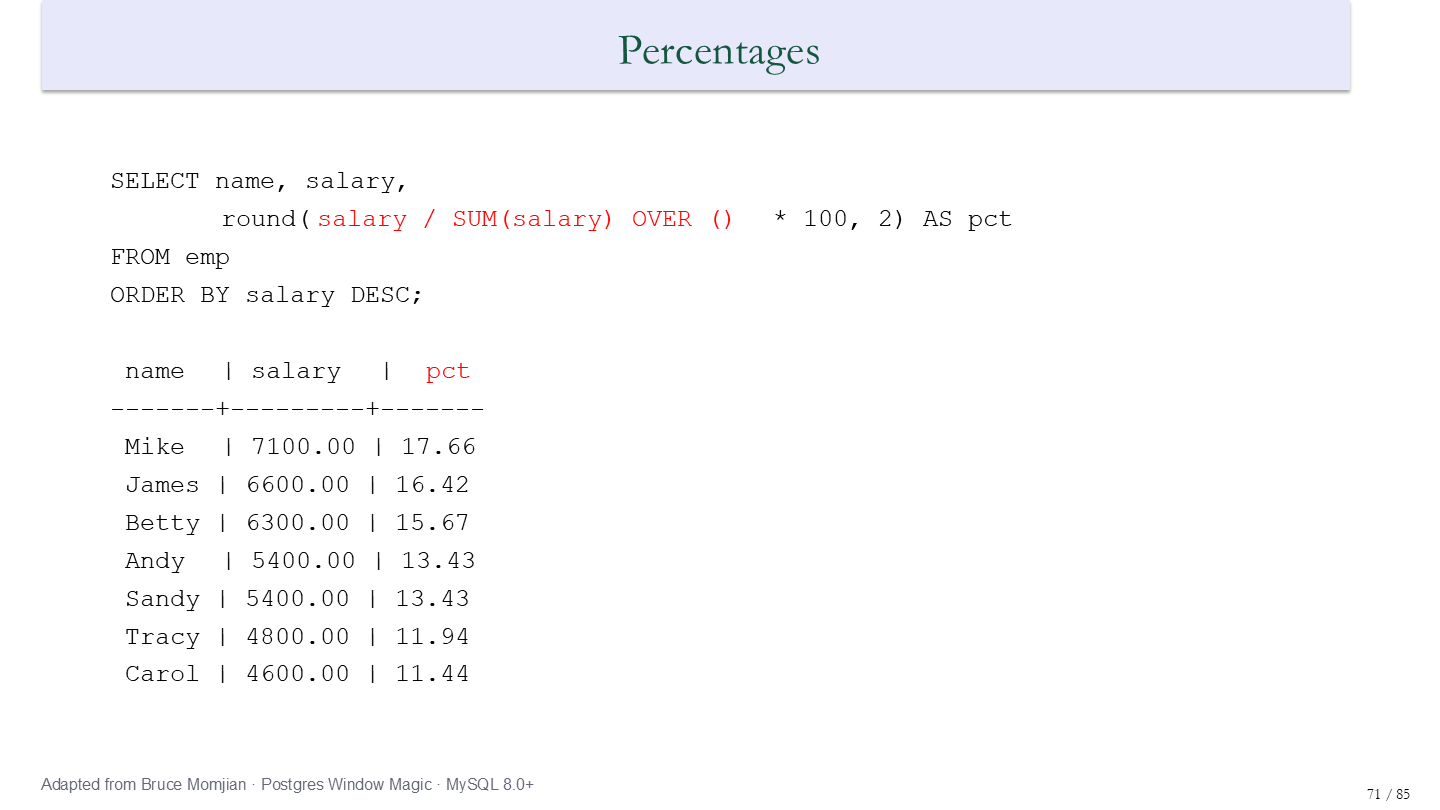 Percentages
SELECT name, salary,
round(salary / SUM(salary) OVER () * 100, 2) AS pct
FROM emp
ORDER BY salary DESC;
name | salary | pct
-------+---------+-------
Mike | 7100.00 | 17.66
James | 6600.00 | 16.42
Betty | 6300.00 | 15.67
Andy | 5400.00 | 13.43
Sandy | 5400.00 | 13.43
Tracy | 4800.00 | 11.94
Carol | 4600.00 | 11.44
Adapted from Bruce Momjian · Postgres Window Magic · MySQL 8.0+
71 / 85